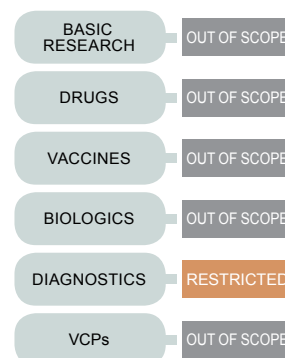 BASIC
RESEARCH
OUT OF SCOPE
DRUGS
OUT OF SCOPE
VACCINES
OUT OF SCOPE
BIOLOGICS
OUT OF SCOPE
DIAGNOSTICS
RESTRICTED
VCPs
OUT OF SCOPE